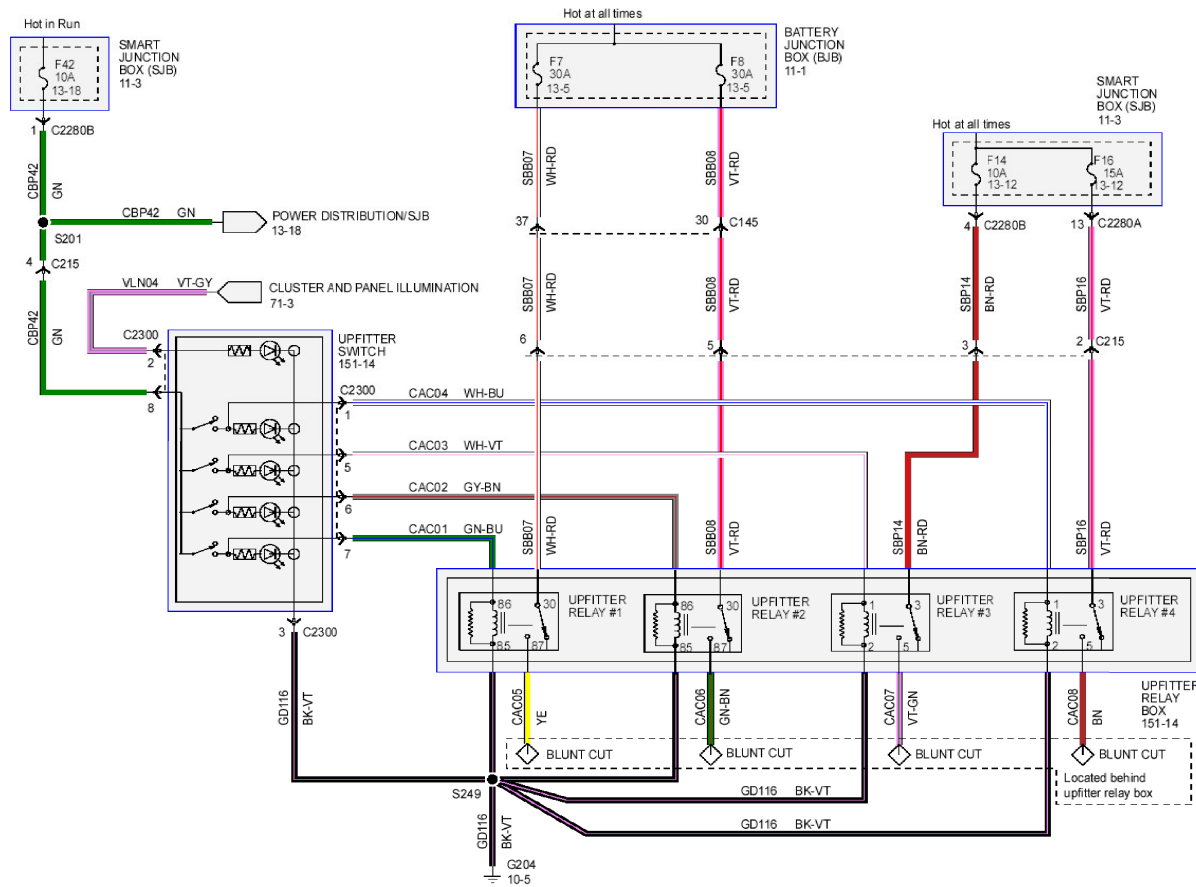 Hot in Run
SMART
JUNCTION
BOX (SJB)
11-3
F42
10A
13-18
1
C2280B
CBP42
GN
CBP42 GN
POWER DISTRIBUTION/SJB
13-18
S201
4
C215
VLN04 VT-GY
CLUSTER AND PANEL ILLUMINATION
71-3
CBP42
GN
C2300
2
8
UPFITTER
SWITCH
151-14
C2300
1
5
6
7
CAC04 WH-BU
CAC03 WH-VT
CAC02 GY-BN
CAC01 GN-BU
3
C2300
GD116
BK-VT
Hot at all times
BATTERY
JUNCTION
BOX (BJB)
11-1
F7
30A
13-5
F8
30A
13-5
SBB07
WH-RD
SBB08
VT-RD
37
30
C145
SBB07
WH-RD
SBB08
VT-RD
6
5
SBB07
WH-RD
SBB08
VT-RD
SMART
JUNCTION
BOX (SJB)
11-3
Hot at all times
F14
10A
13-12
F16
15A
13-12
4
C2280B
13
C2280A
SBP14
BN-RD
SBP16
VT-RD
3
2
C215
SBP14
BN-RD
SBP16
VT-RD
86
30
85
87
UPFITTER
RELAY #1
86
30
85
87
UPFITTER
RELAY #2
1
3
2
5
UPFITTER
RELAY #3
1
3
2
5
UPFITTER
RELAY #4
UPFITTER
RELAY
BOX
151-14
CAC05
YE
CAC06
GN-BN
CAC07
VT-GN
CAC08
BN
BLUNT CUT
BLUNT CUT
BLUNT CUT
BLUNT CUT
Located behind
upfitter relay box
S249
GD116 BK-VT
GD116 BK-VT
GD116
BK-VT
G204
10-5